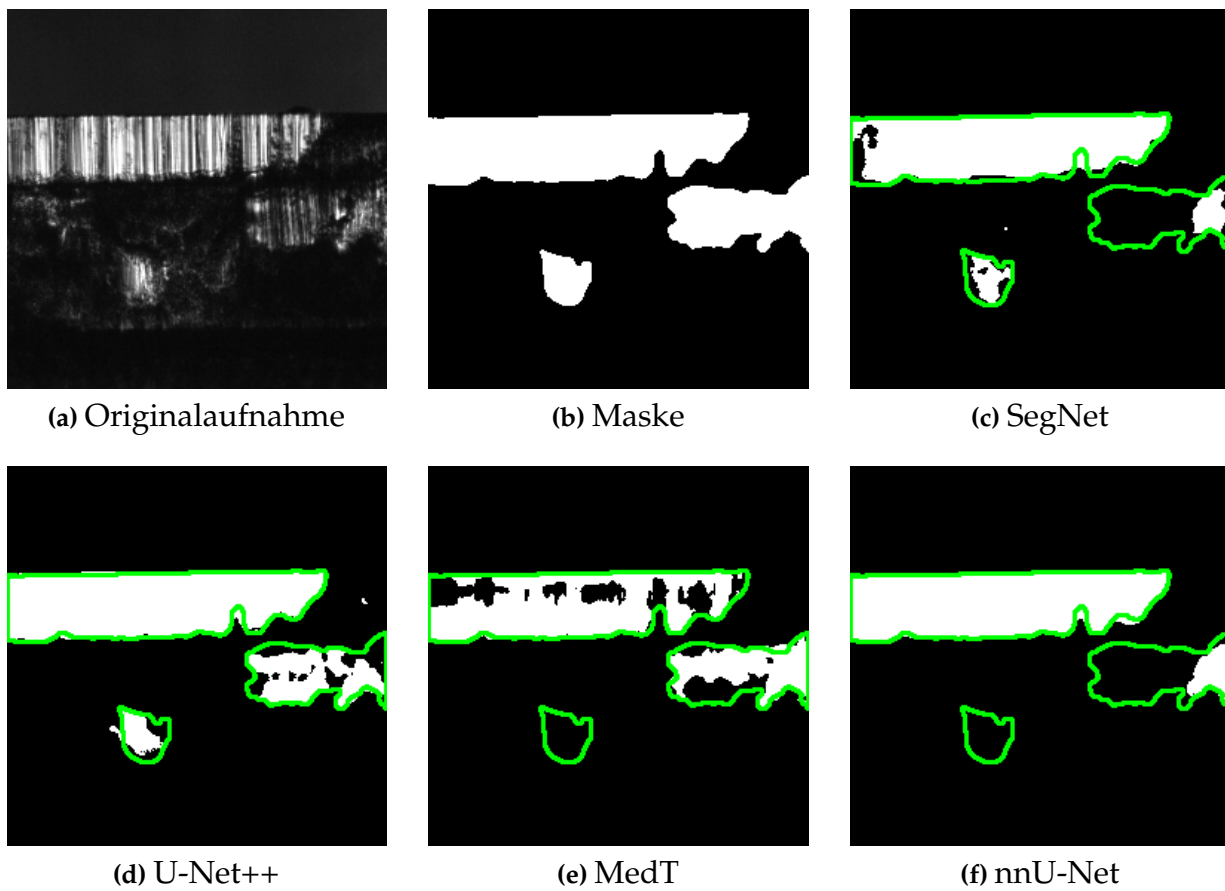 (a) Originalaufnahme
(b) Maske
(c) SegNet
(d) U-Net++
(e) MedT
(f) nnU-Net